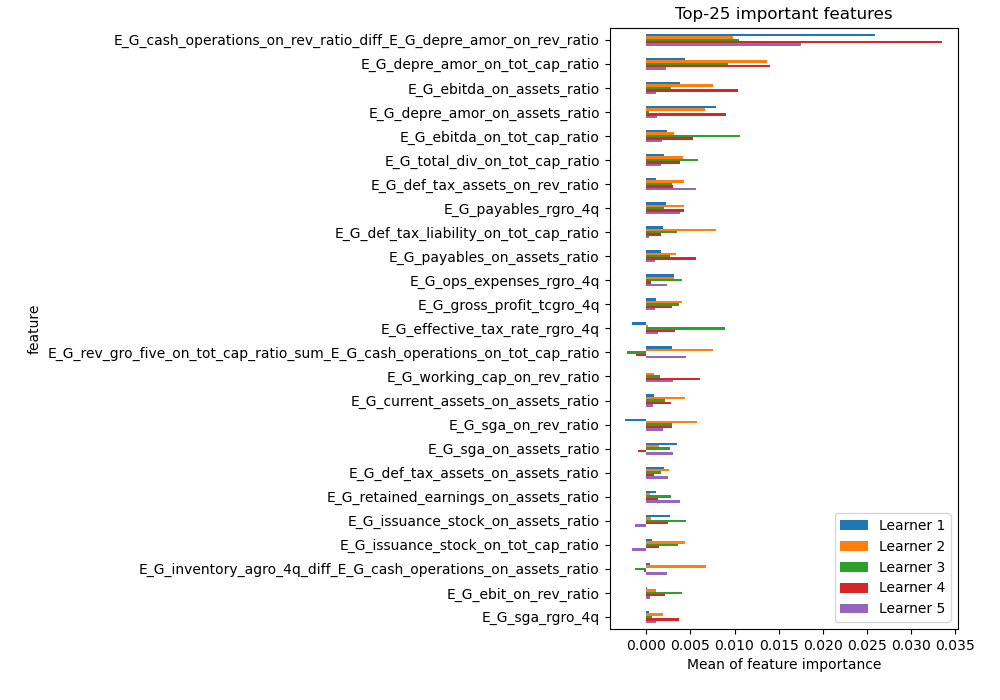 Top-25 important features
E_G_cash_operations_on_rev_ratio_diff_E_G_depre_amor_on_rev_ratio
E_G_depre_amor_on_tot_cap_ratio
E_G_ebitda_on_assets_ratio
E_G_depre_amor_on_assets_ratio
E_G_ebitda_on_tot_cap_ratio
E_G_total_div_on_tot_cap_ratio
E_G_def_tax_assets_on_rev_ratio
E_G_payables_rgro_4q
E_G_def_tax_liability_on_tot_cap_ratio
E_G_payables_on_assets_ratio
E_G_ops_expenses_rgro_4q
E_G_gross_profit_tcgro_4q
E_G_effective_tax_rate_rgro_4q
E_G_rev_gro_five_on_tot_cap_ratio_sum_E_G_cash_operations_on_tot_cap_ratio
E_G_working_cap_on_rev_ratio
E_G_current_assets_on_assets_ratio
E_G_sga_on_rev_ratio
E_G_sga_on_assets_ratio
E_G_def_tax_assets_on_assets_ratio
E_G_retained_earnings_on_assets_ratio
E_G_issuance_stock_on_assets_ratio
E_G_issuance_stock_on_tot_cap_ratio
E_G_inventory_agro_4q_diff_E_G_cash_operations_on_assets_ratio
E_G_ebit_on_rev_ratio
E_G_sga_rgro_4q
feature
Learner 1
Learner 2
Learner 3
Learner 4
Learner 5
0.000 0.005 0.010 0.015 0.020 0.025 0.030 0.035
Mean of feature importance